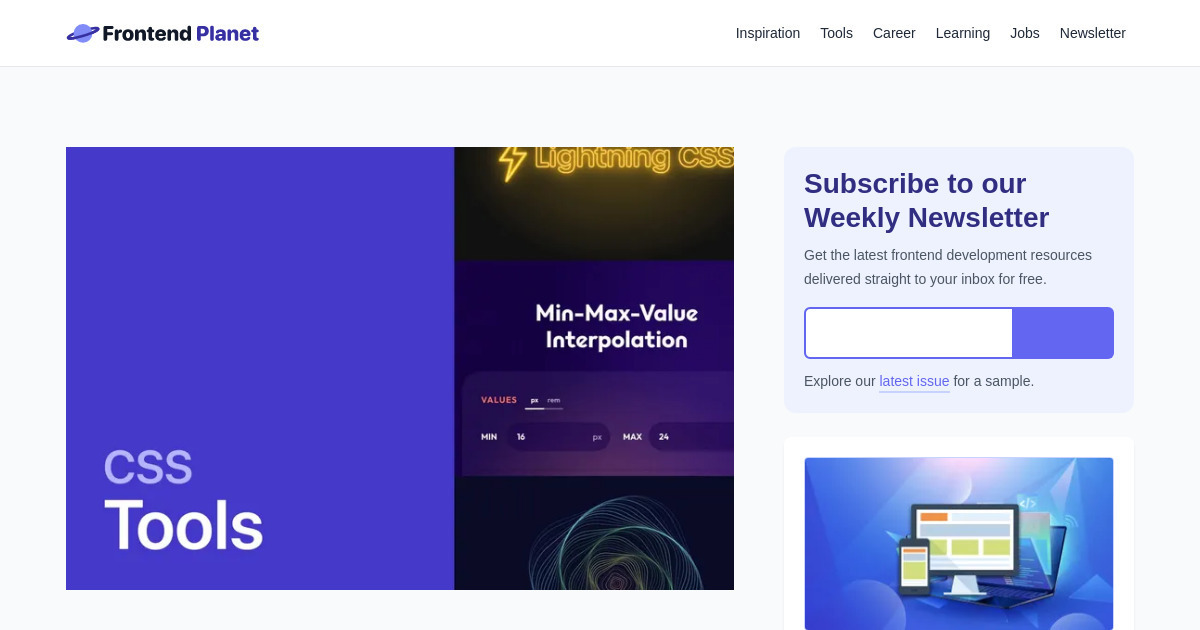 Frontend Planet
Inspiration Tools Career Learning Jobs Newsletter
CSS
Tools
Lightning CSS
Min-Max-Value
Interpolation
VALUES px rem
MIN 16 px MAX 24
Subscribe to our
Weekly Newsletter
Get the latest frontend development resources
delivered straight to your inbox for free.
Explore our latest issue for a sample.